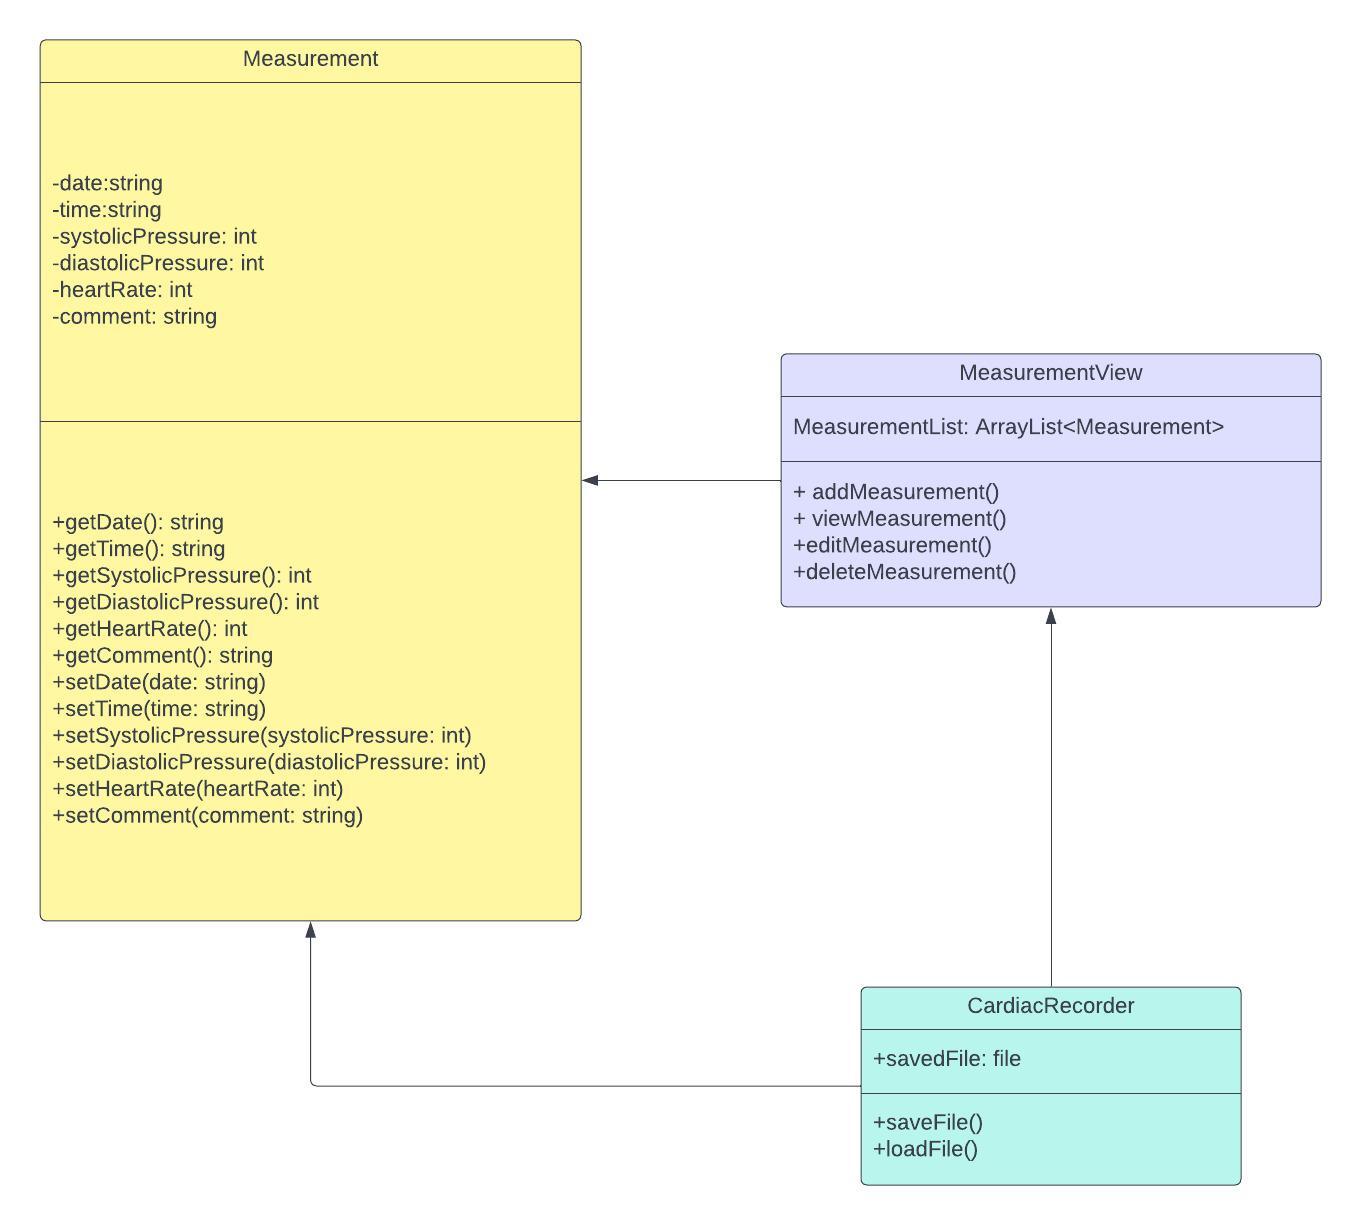 Measurement
-date:string
-time:string
-systolicPressure: int
-diastolicPressure: int
-heartRate: int
-comment: string
+getDate(): string
+getTime(): string
+getSystolicPressure(): int
+getDiastolicPressure(): int
+getHeartRate(): int
+getComment(): string
+setDate(date: string)
+setTime(time: string)
+setSystolicPressure(systolicPressure: int)
+setDiastolicPressure(diastolicPressure: int)
+setHeartRate(heartRate: int)
+setComment(comment: string)
MeasurementView
MeasurementList: ArrayList<Measurement>
+ addMeasurement()
+ viewMeasurement()
+editMeasurement()
+deleteMeasurement()
CardiacRecorder
+savedFile: file
+saveFile()
+loadFile()